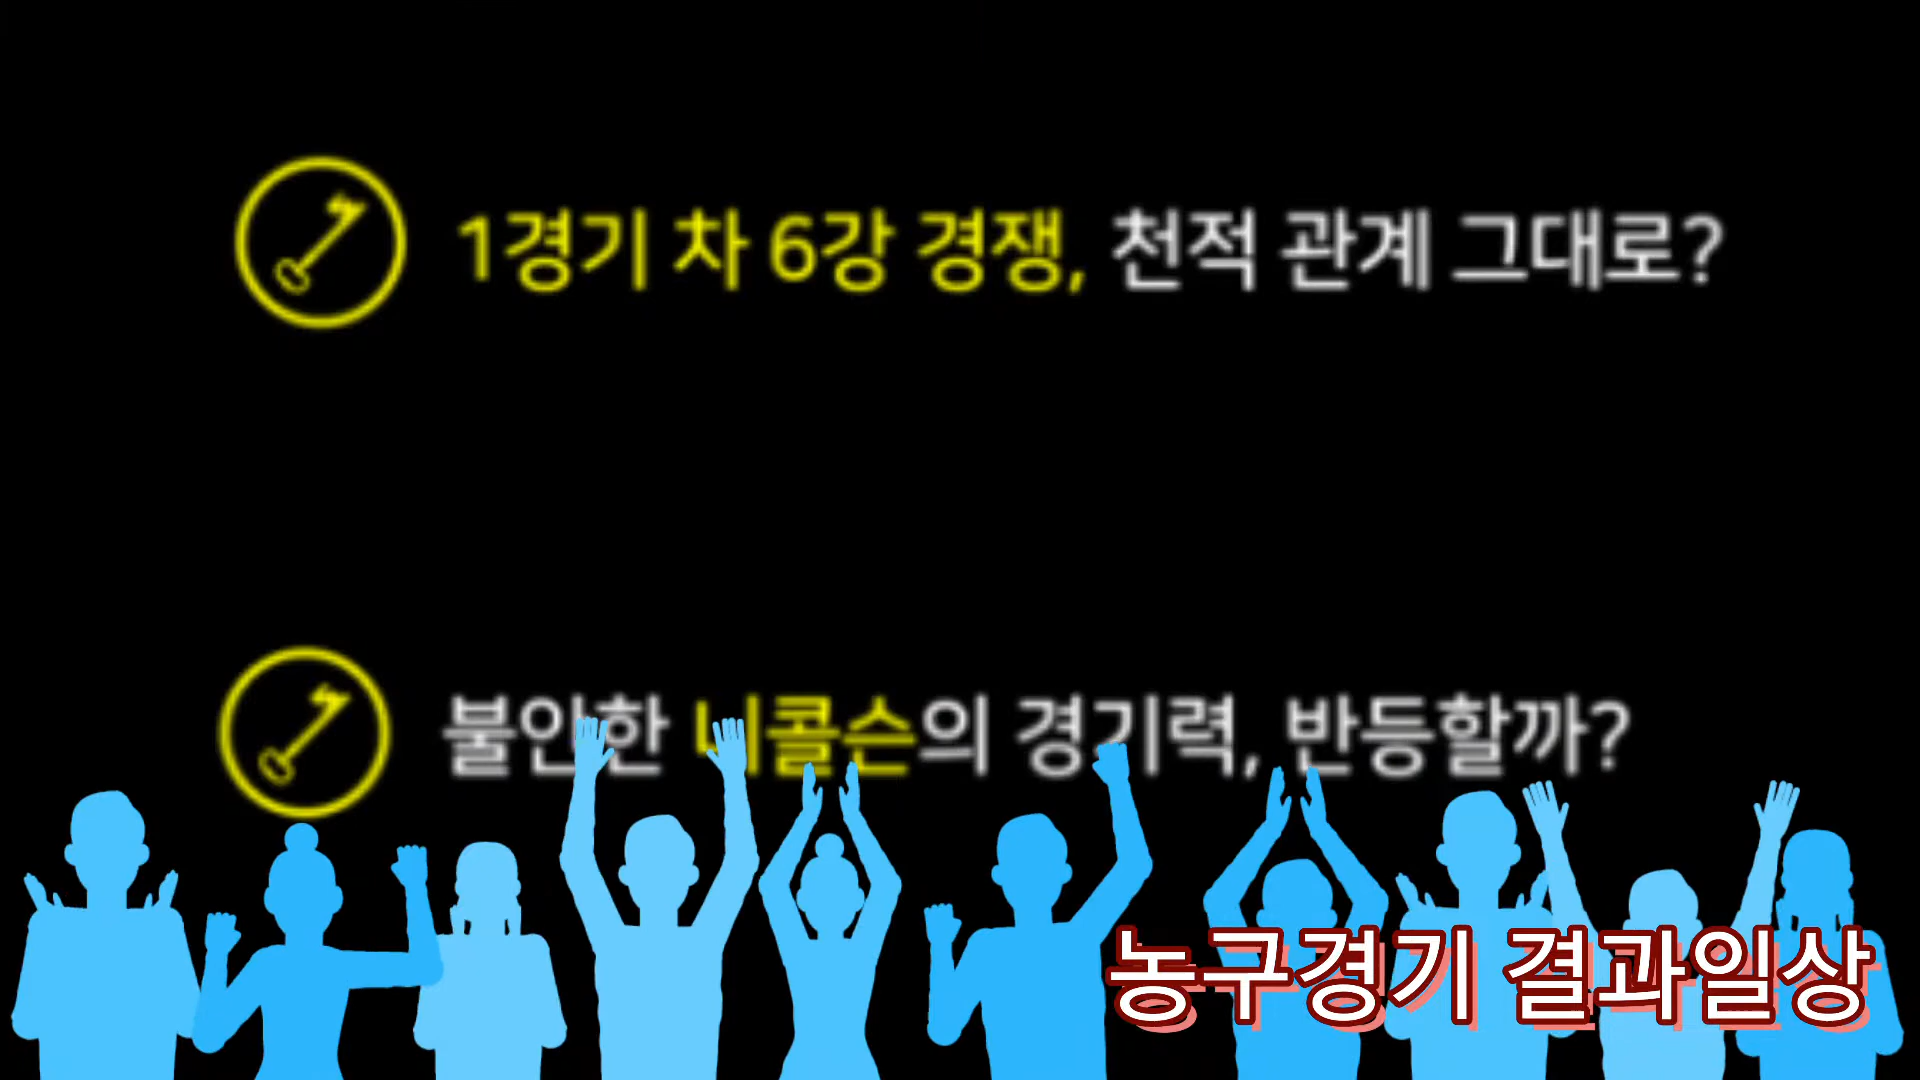 1경기 차 6강 경쟁, 천적 관계 그대로?
불안한 니콜슨의 경기력, 반등할까?
농구경기 결과일상